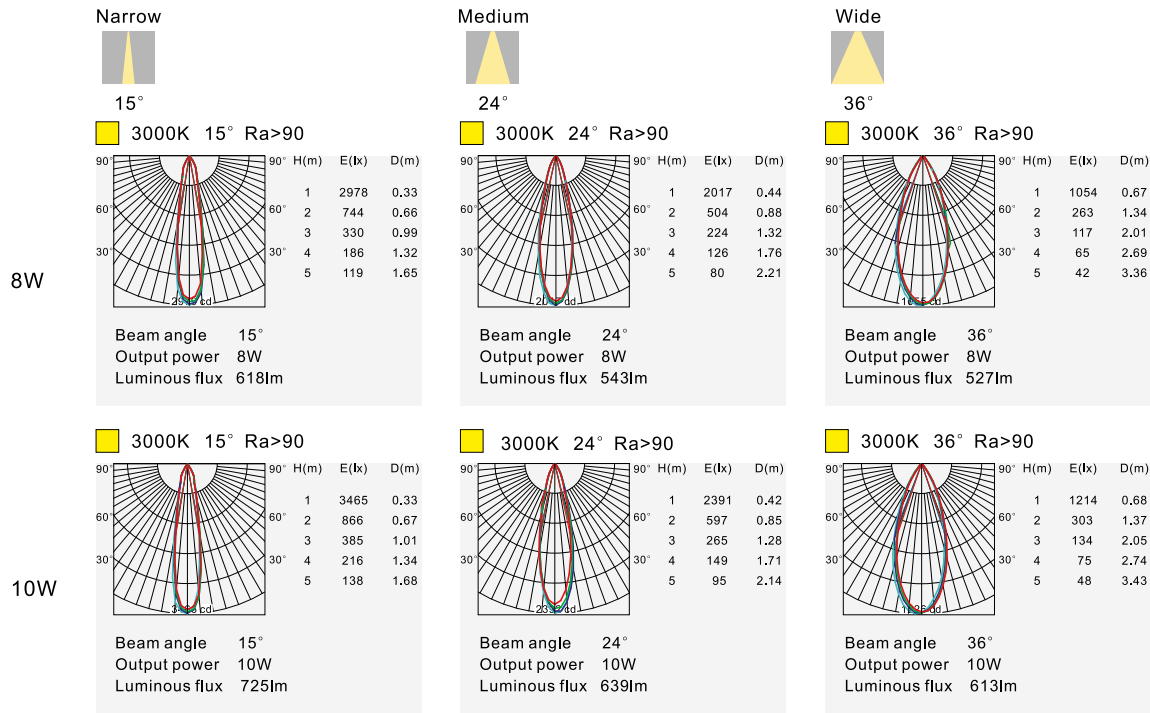 Narrow
15°
Medium
24°
Wide
36°
8W
3000K 15° Ra>90
90° 90° H(m) E(lx) D(m)
1 2978 0.33
60° 60° 2 744 0.66
3 330 0.99
30° 30° 4 186 1.32
5 119 1.65
cd
Beam angle 15°
Output power 8W
Luminous flux 618lm
3000K 24° Ra>90
90° 90° H(m) E(lx) D(m)
1 2017 0.44
60° 60° 2 504 0.88
3 224 1.32
30° 30° 4 126 1.76
5 80 2.21
cd
Beam angle 24°
Output power 8W
Luminous flux 543lm
3000K 36° Ra>90
90° 90° H(m) E(lx) D(m)
1 1054 0.67
60° 60° 2 263 1.34
3 117 2.01
30° 30° 4 65 2.69
5 42 3.36
cd
Beam angle 36°
Output power 8W
Luminous flux 527lm
10W
3000K 15° Ra>90
90° 90° H(m) E(lx) D(m)
1 3465 0.33
60° 60° 2 866 0.67
3 385 1.01
30° 30° 4 216 1.34
5 138 1.68
cd
Beam angle 15°
Output power 10W
Luminous flux 725lm
3000K 24° Ra>90
90° 90° H(m) E(lx) D(m)
1 2391 0.42
60° 60° 2 597 0.85
3 265 1.28
30° 30° 4 149 1.71
5 95 2.14
cd
Beam angle 24°
Output power 10W
Luminous flux 639lm
3000K 36° Ra>90
90° 90° H(m) E(lx) D(m)
1 1214 0.68
60° 60° 2 303 1.37
3 134 2.05
30° 30° 4 75 2.74
5 48 3.43
cd
Beam angle 36°
Output power 10W
Luminous flux 613lm